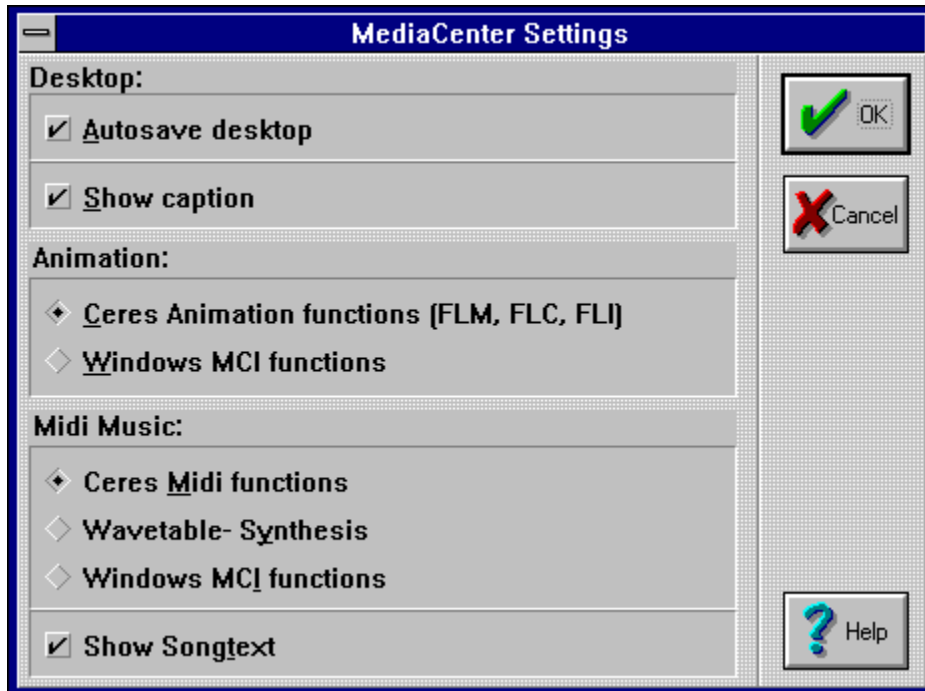 MediaCenter Settings
Desktop:
Autosave desktop
Show caption
Animation:
Ceres Animation functions (FLM, FLC, FLI)
Windows MCI functions
Midi Music:
Ceres Midi functions
Wavetable- Synthesis
Windows MCI functions
Show Songtext
OK
Cancel
Help